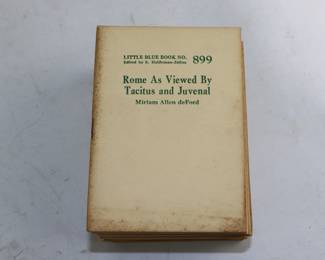 LITTLE BLUE BOOK NO. 899
Edited by E. Haldeman-Julius
Rome As Viewed By
Tacitus and Juvenal
Miriam Allen deFord